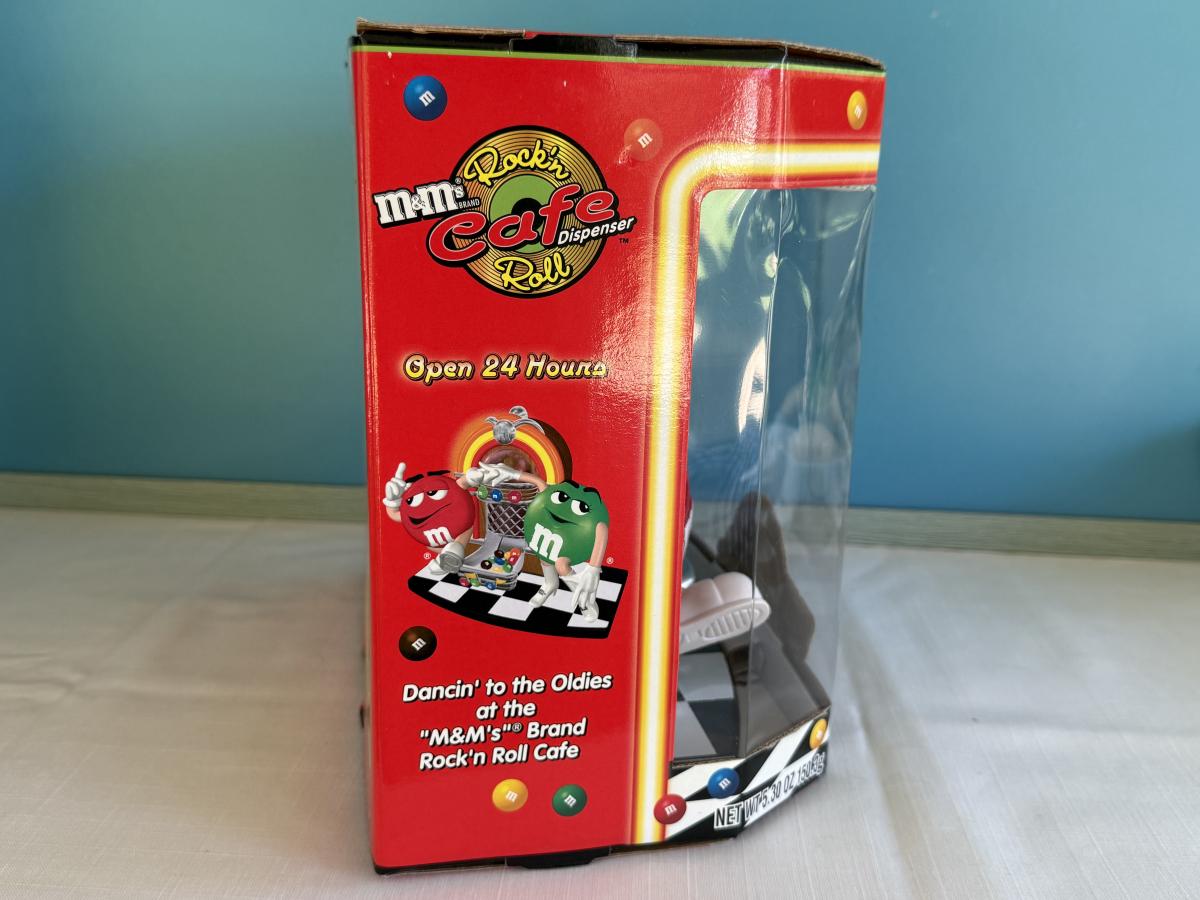 Rock'n
m&m's® BRAND
Cafe
Dispenser™
Roll
Open 24 Hours
m
m
® ®
Dancin' to the Oldies
at the
"M&M's"® Brand
Rock'n Roll Cafe
NET WT 5.30 OZ 150.3g